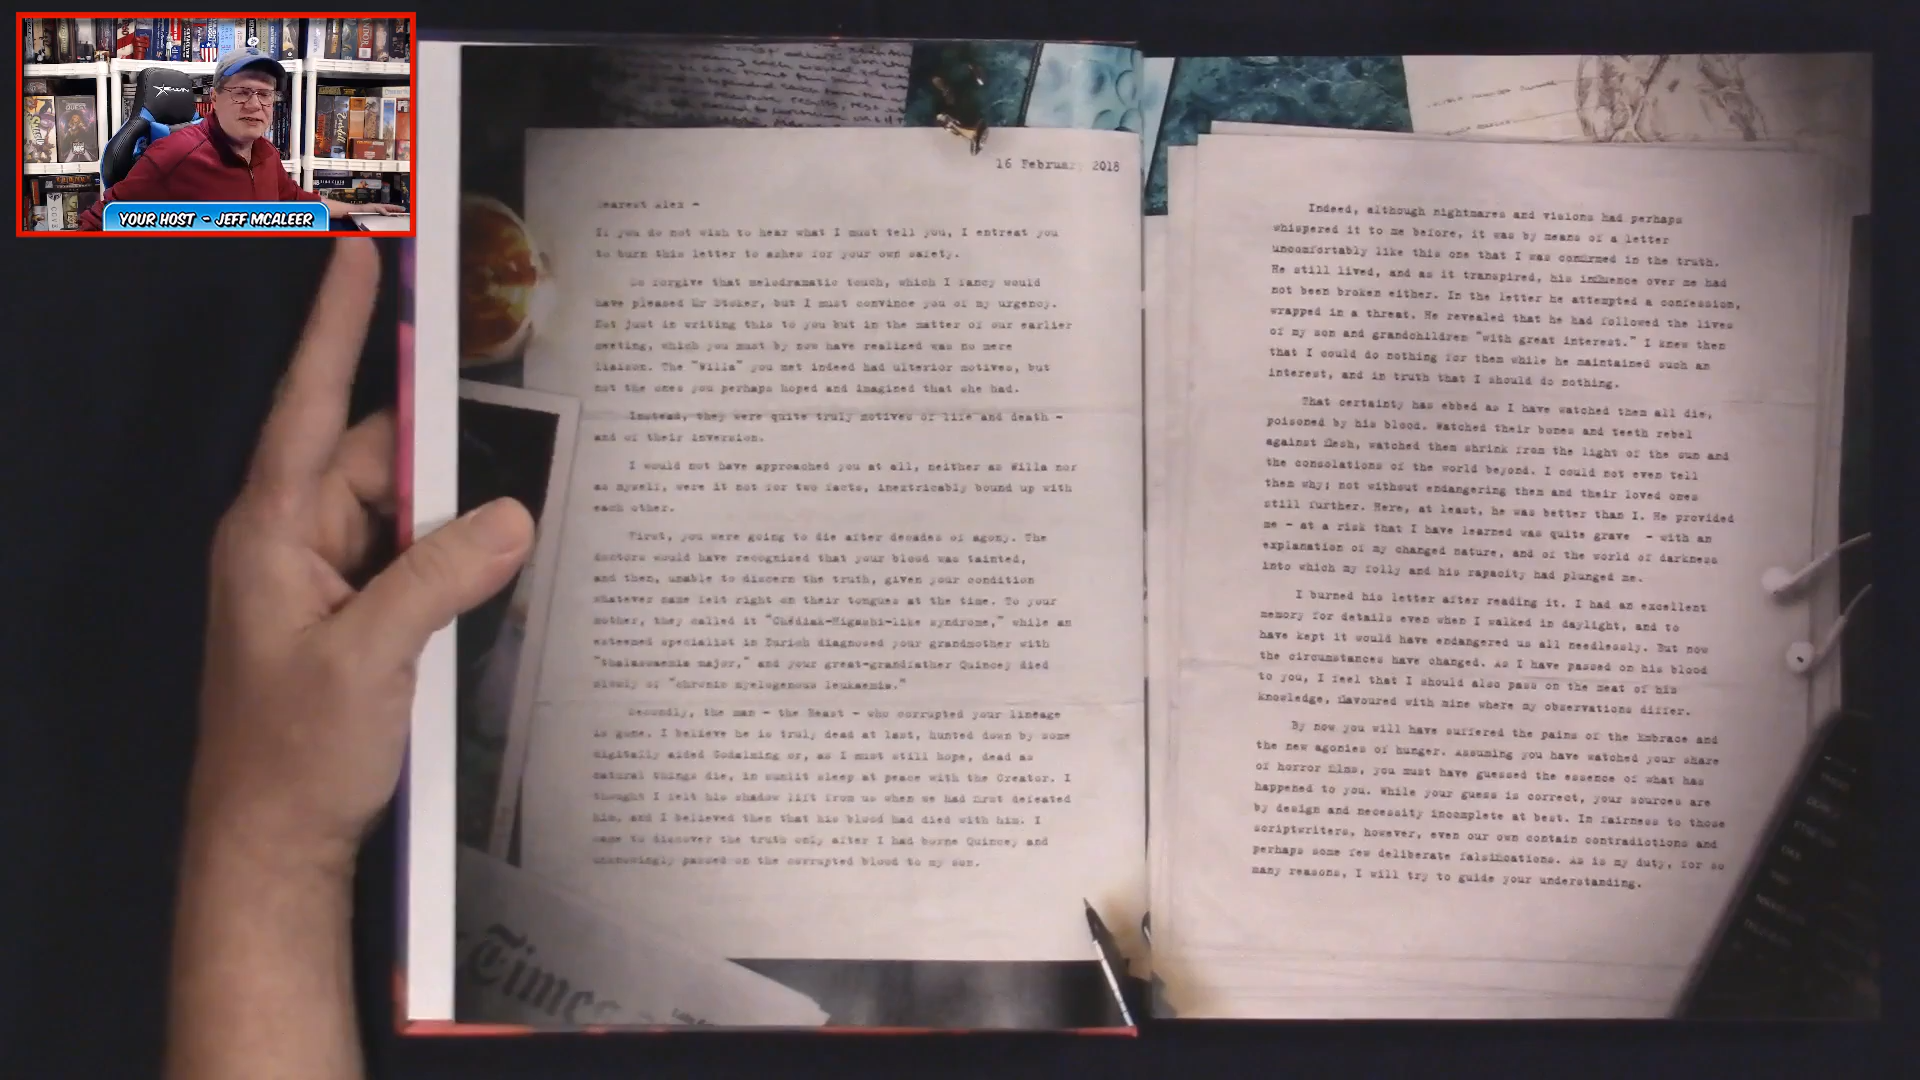 YOUR HOST - JEFF MCALEER
16 February 2018
Dearest Alex -
If you do not wish to hear what I must tell you, I entreat you
to burn this letter to ashes for your own safety.
Do forgive that melodramatic touch, which I fancy would
have pleased Mr Stoker, but I must convince you of my urgency.
Not just in writing this to you but in the matter of our earlier
meeting, which you must by now have realized was no mere
liaison. The "Willa" you met indeed had ulterior motives, but
not the ones you perhaps hoped and imagined that she had.
Instead, they were quite truly motives of life and death -
and of their inversion.
I would not have approached you at all, neither as Willa nor
as myself, were it not for two facts, inextricably bound up with
each other.
First, you were going to die after decades of agony. The
doctors would have recognized that your blood was tainted,
and then, unable to discern the truth, given your condition
whatever name felt right on their tongues at the time. To your
mother, they called it "Chédiak-Higashi-like syndrome," while an
esteemed specialist in Zurich diagnosed your grandmother with
"thalassaemia major," and your great-grandfather Quincey died
slowly of "chronic myelogenous leukaemia."
Secondly, the man - the Beast - who corrupted your lineage
is gone. I believe he is truly dead at last, hunted down by some
digitally aided Godalming or, as I must still hope, dead as
natural things die, in sunlit sleep at peace with the Creator. I
thought I felt his shadow lift from us when we had first defeated
him, and I believed then that his blood had died with him. I
came to discover the truth only after I had borne Quincey and
unknowingly passed on the corrupted blood to my son.
Times
Indeed, although nightmares and visions had perhaps
whispered it to me before, it was by means of a letter
uncomfortably like this one that I was confirmed in the truth.
He still lived, and as it transpired, his influence over me had
not been broken either. In the letter he attempted a confession,
wrapped in a threat. He revealed that he had followed the lives
of my son and grandchildren "with great interest." I knew then
that I could do nothing for them while he maintained such an
interest, and in truth that I should do nothing.
That certainty has ebbed as I have watched them all die,
poisoned by his blood. Watched their bones and teeth rebel
against flesh, watched them shrink from the light of the sun and
the consolations of the world beyond. I could not even tell
them why; not without endangering them and their loved ones
still further. Here, at least, he was better than I. He provided
me - at a risk that I have learned was quite grave - with an
explanation of my changed nature, and of the world of darkness
into which my folly and his rapacity had plunged me.
I burned his letter after reading it. I had an excellent
memory for details even when I walked in daylight, and to
have kept it would have endangered us all needlessly. But now
the circumstances have changed. As I have passed on his blood
to you, I feel that I should also pass on the meat of his
knowledge, flavoured with mine where my observations differ.
By now you will have suffered the pains of the Embrace and
the new agonies of hunger. Assuming you have watched your share
of horror films, you must have guessed the essence of what has
happened to you. While your guess is correct, your sources are
by design and necessity incomplete at best. In fairness to those
scriptwriters, however, even our own contain contradictions and
perhaps some few deliberate falsifications. As is my duty, for so
many reasons, I will try to guide your understanding.